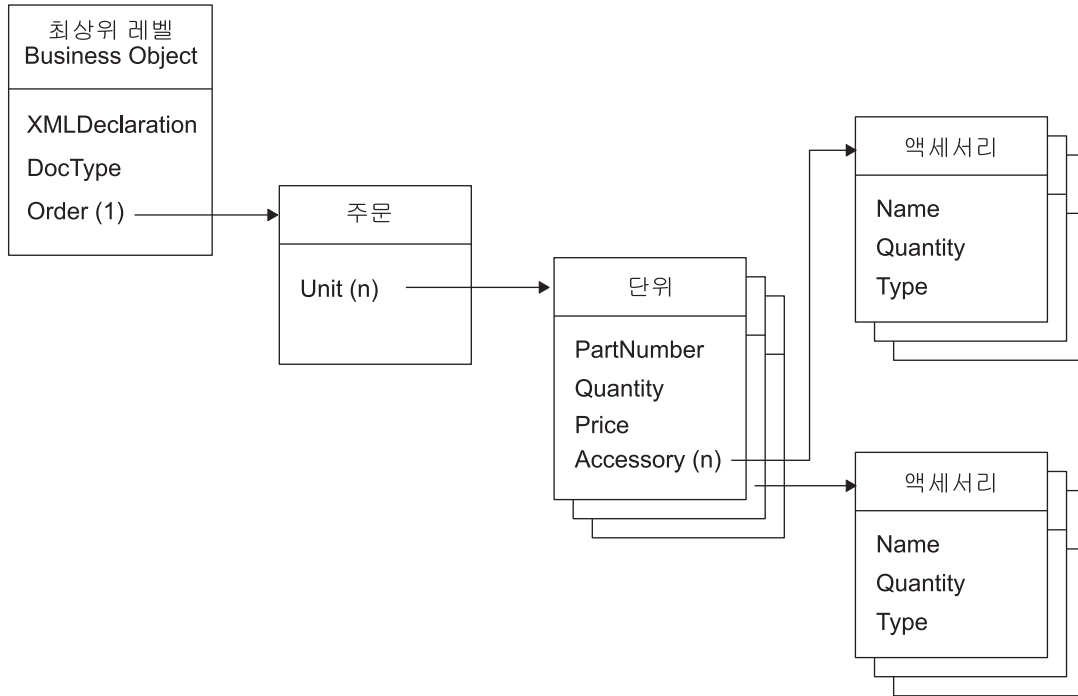 최상위 레벨
Business Object
XMLDeclaration
DocType
Order (1)
주문
Unit (n)
단위
PartNumber
Quantity
Price
Accessory (n)
액세서리
Name
Quantity
Type
액세서리
Name
Quantity
Type